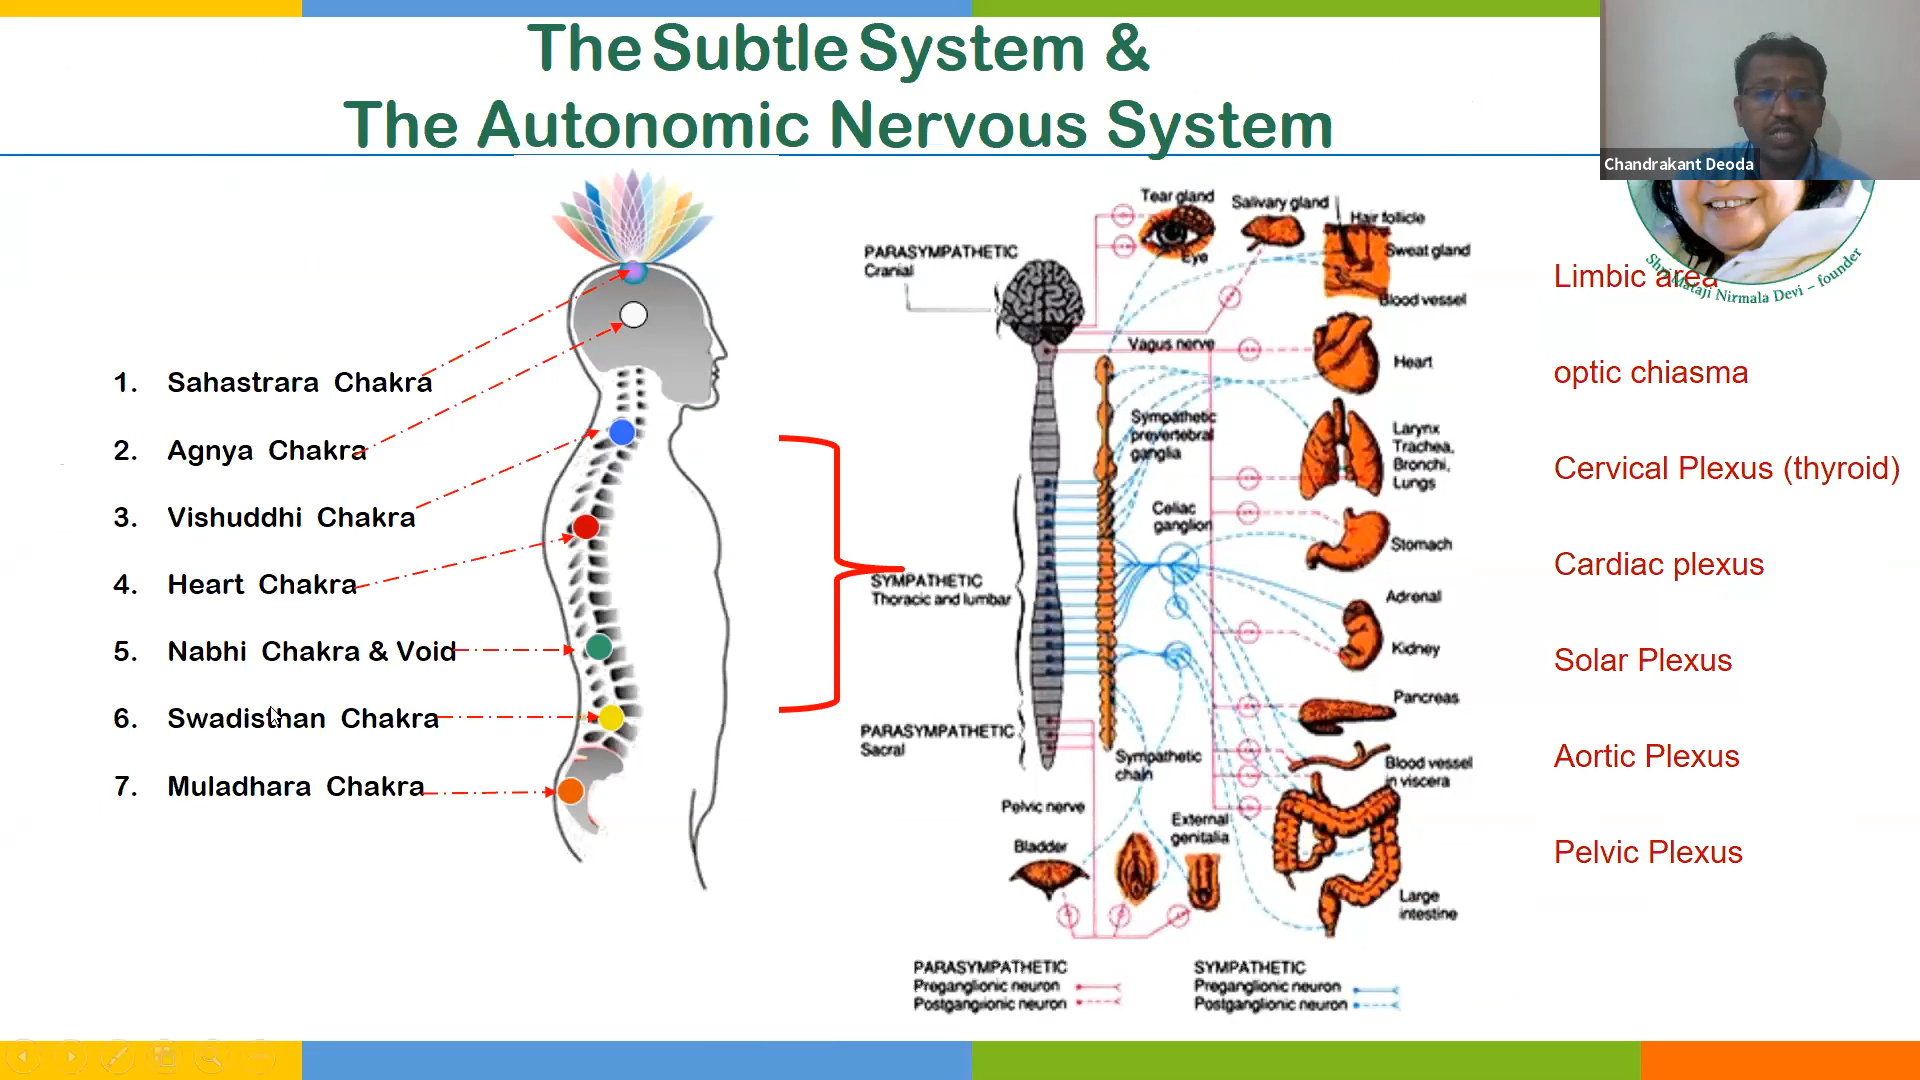 The Subtle System &
The Autonomic Nervous System
Chandrakant Deoda
Shri Mataji Nirmala Devi – founder
1. Sahastrara Chakra
2. Agnya Chakra
3. Vishuddhi Chakra
4. Heart Chakra
5. Nabhi Chakra & Void
6. Swadisthan Chakra
7. Muladhara Chakra
PARASYMPATHETIC
Cranial
SYMPATHETIC
Thoracic and lumbar
PARASYMPATHETIC
Sacral
Tear gland
Eye
Salivary gland
Hair follicle
Sweat gland
Blood vessel
Vagus nerve
Heart
Sympathetic
prevertebral
ganglia
Larynx
Trachea,
Bronchi,
Lungs
Celiac
ganglion
Stomach
Adrenal
Kidney
Pancreas
Blood vessel
in viscera
Sympathetic
chain
Pelvic nerve
Bladder
External
genitalia
Large
intestine
PARASYMPATHETIC
Preganglionic neuron
Postganglionic neuron
SYMPATHETIC
Preganglionic neuron
Postganglionic neuron
Limbic area
optic chiasma
Cervical Plexus (thyroid)
Cardiac plexus
Solar Plexus
Aortic Plexus
Pelvic Plexus